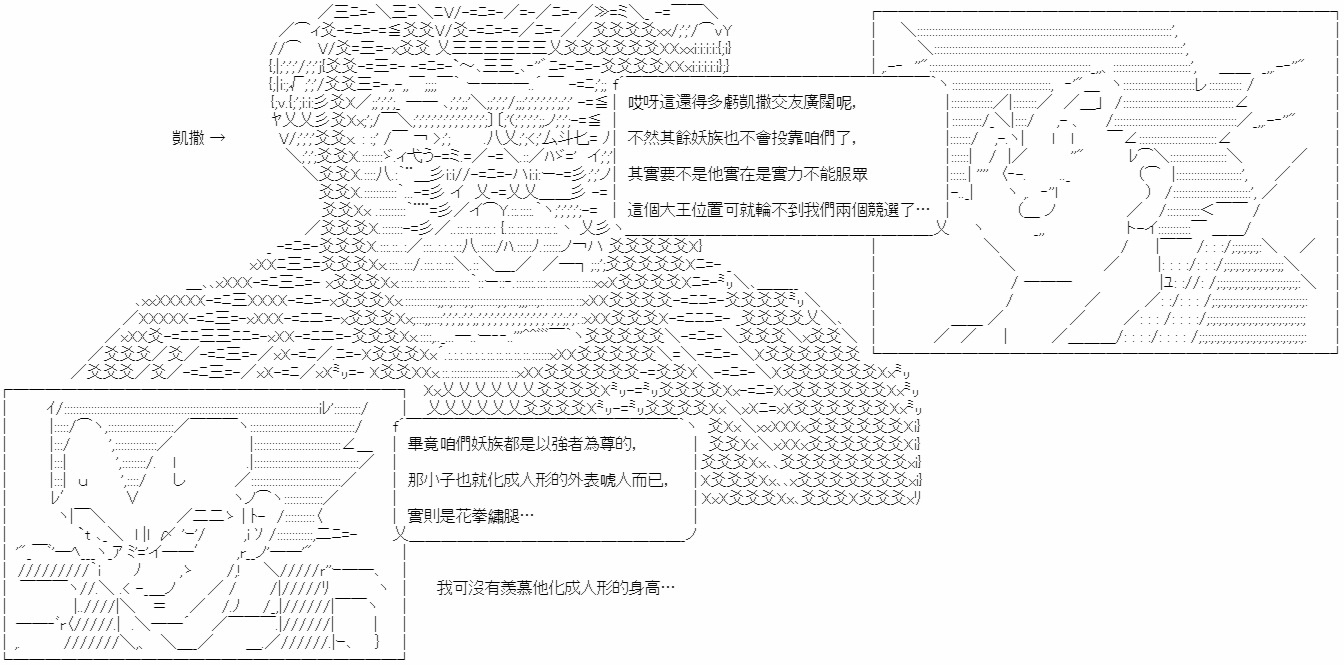 哎呀這還得多虧凱撒交友廣闊呢，
凱撒 →
不然其餘妖族也不會投靠咱們了，
其實要不是他實在是實力不能服眾
這個大王位置可就輪不到我們兩個競選了…
畢竟咱們妖族都是以強者為尊的，
那小子也就化成人形的外表唬人而已，
實則是花拳繡腿…
我可沒有羨慕他化成人形的身高…